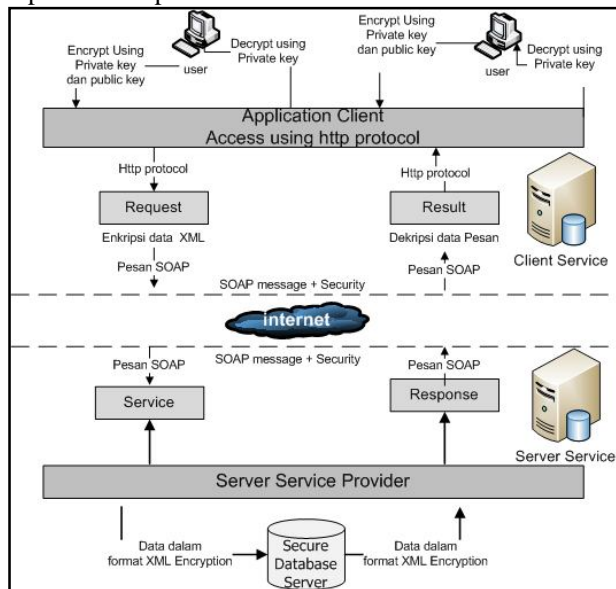 Encrypt Using
Private key
dan public key
Decrypt using
Private key
user
Encrypt Using
Private key
dan public key
Decrypt using
Private key
user
Application Client
Access using http protocol
Http protocol
Http protocol
Request
Result
Enkripsi data XML
Dekripsi data Pesan
Client Service
Pesan SOAP
Pesan SOAP
SOAP message + Security
internet
SOAP message + Security
Pesan SOAP
Pesan SOAP
Service
Response
Server Service
Server Service Provider
Data dalam
format XML Encryption
Secure
Database
Server
Data dalam
format XML Encryption